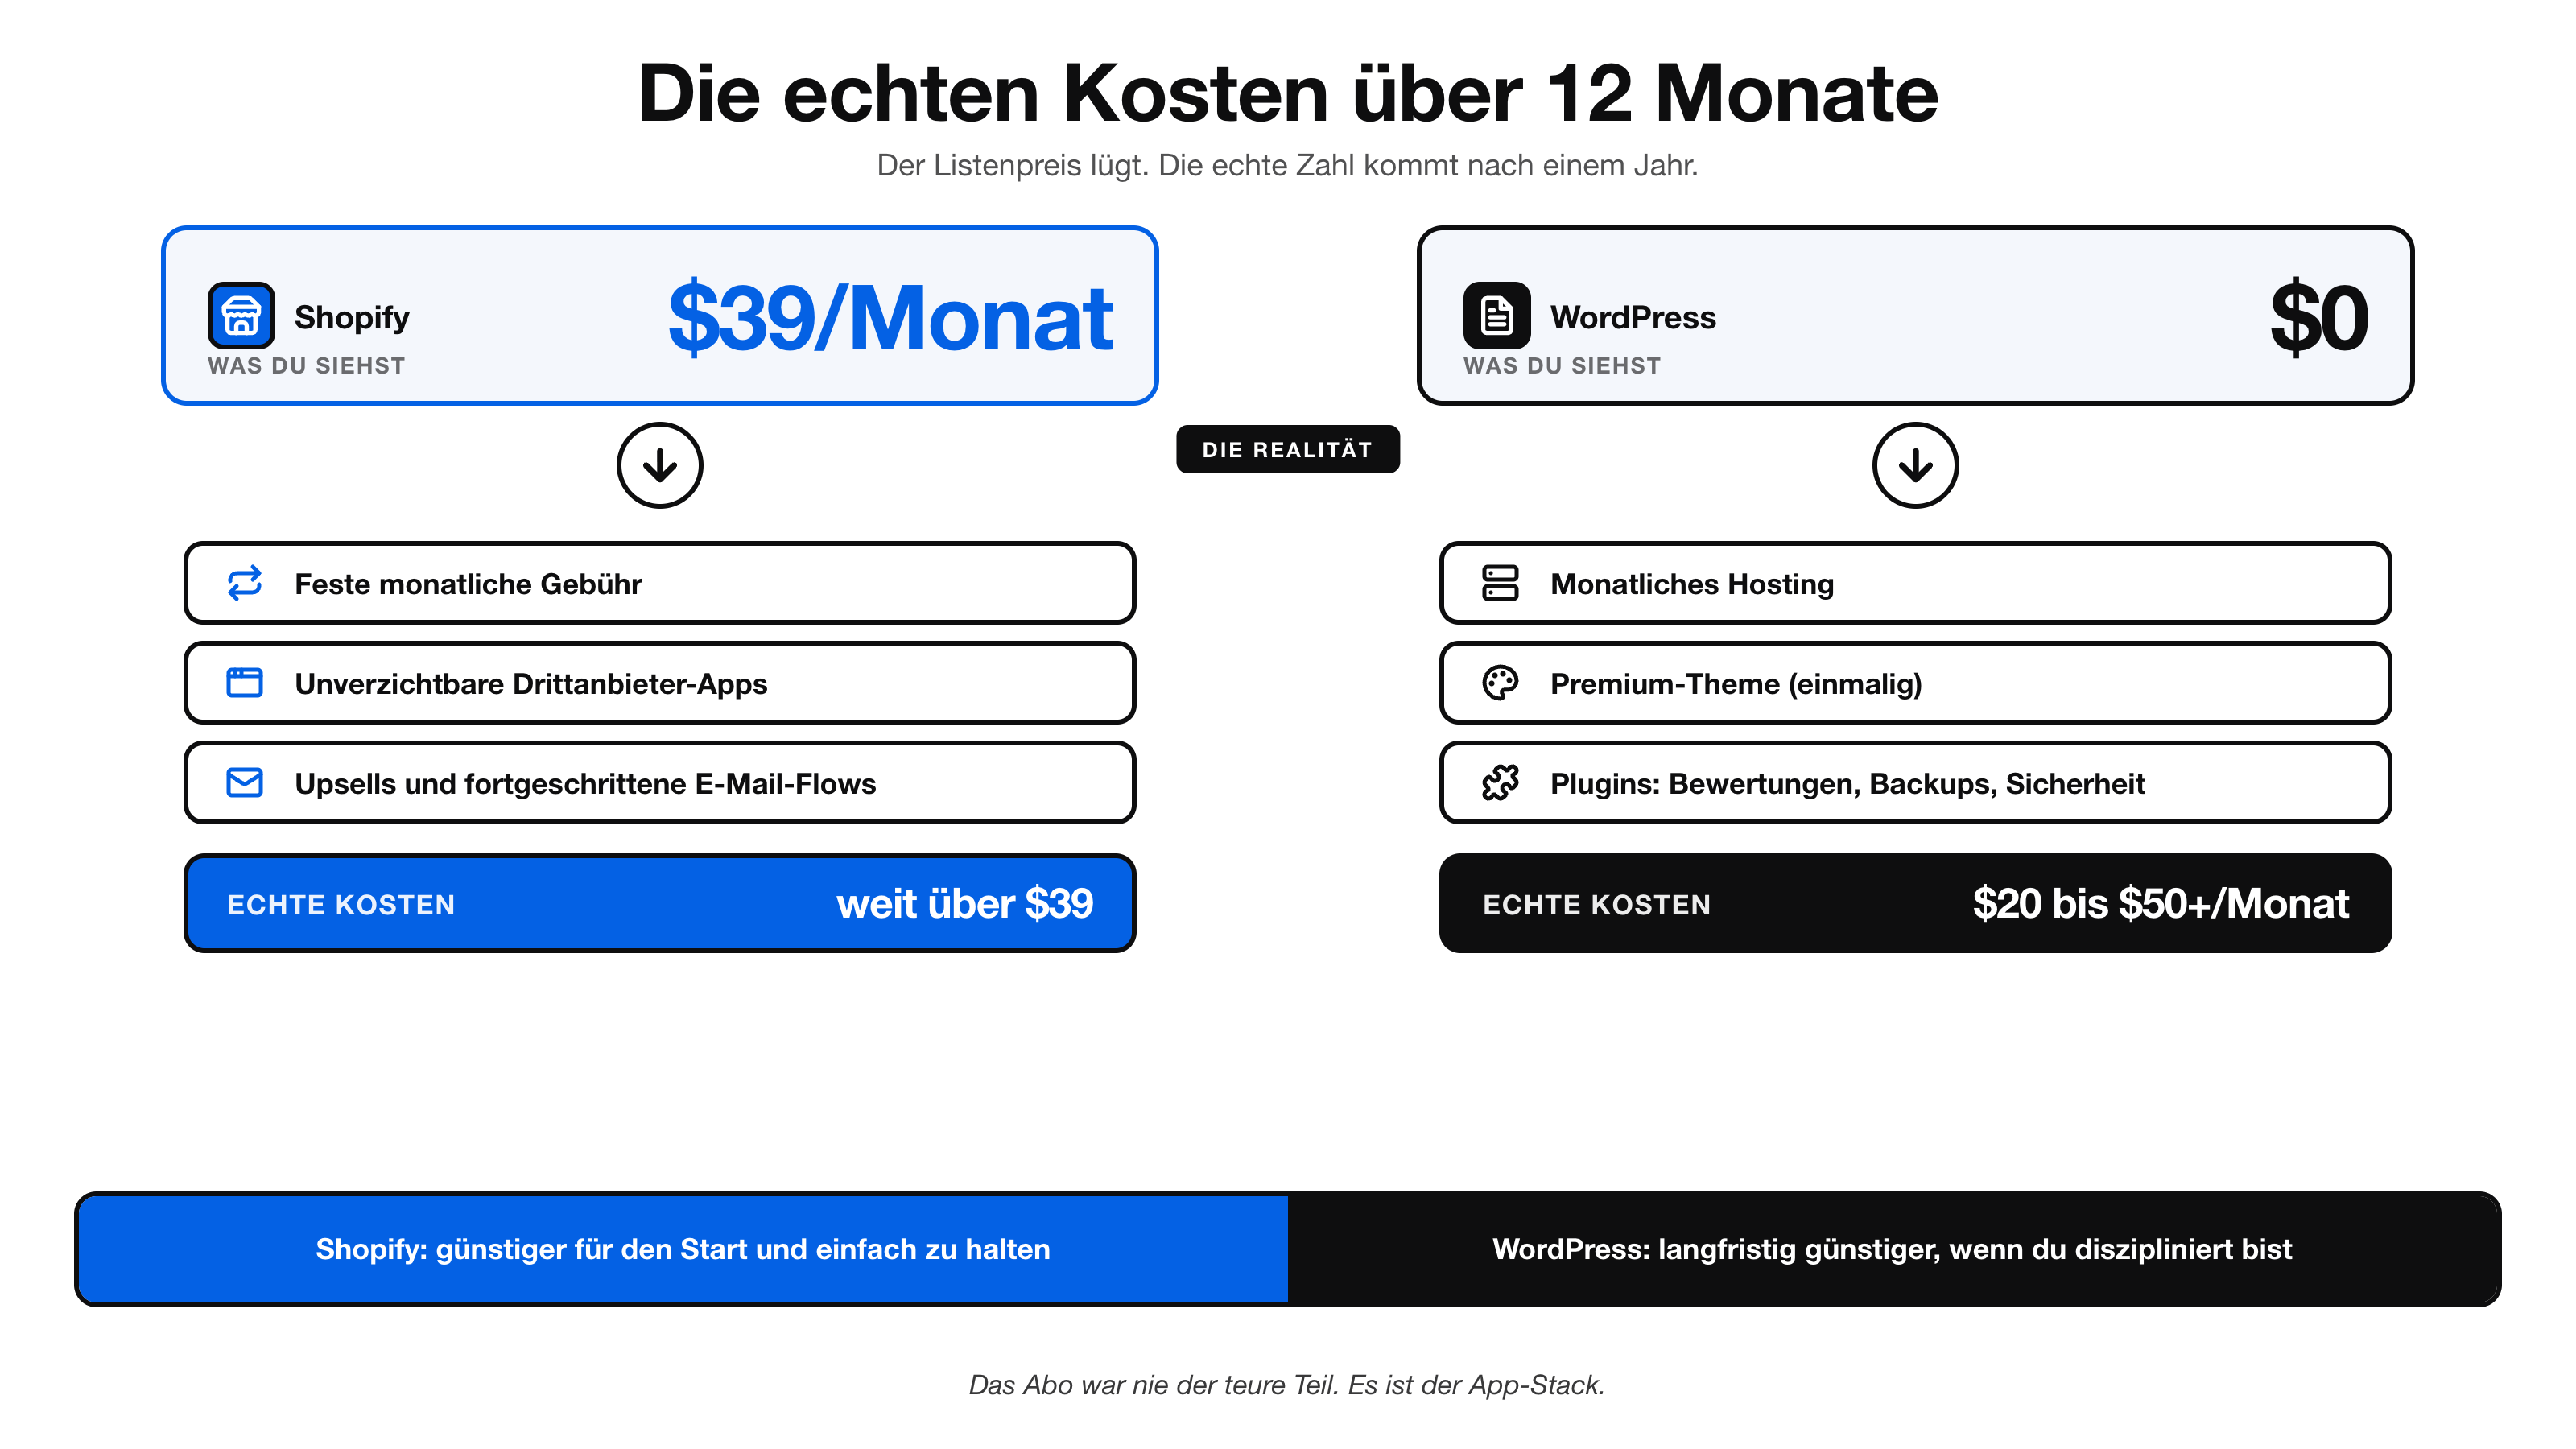 Die echten Kosten über 12 Monate
Der Listenpreis lügt. Die echte Zahl kommt nach einem Jahr.
Shopify
WAS DU SIEHST
$39/Monat
WordPress
WAS DU SIEHST
$0
DIE REALITÄT
Feste monatliche Gebühr
Unverzichtbare Drittanbieter-Apps
Upsells und fortgeschrittene E-Mail-Flows
ECHTE KOSTEN
weit über $39
Monatliches Hosting
Premium-Theme (einmalig)
Plugins: Bewertungen, Backups, Sicherheit
ECHTE KOSTEN
$20 bis $50+/Monat
Shopify: günstiger für den Start und einfach zu halten
WordPress: langfristig günstiger, wenn du diszipliniert bist
Das Abo war nie der teure Teil. Es ist der App-Stack.